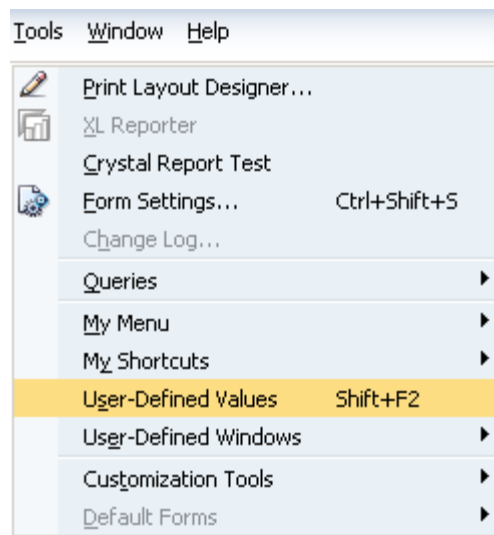 Tools Window Help
Print Layout Designer...
XL Reporter
Crystal Report Test
Form Settings... Ctrl+Shift+S
Change Log...
Queries
My Menu
My Shortcuts
User-Defined Values Shift+F2
User-Defined Windows
Customization Tools
Default Forms